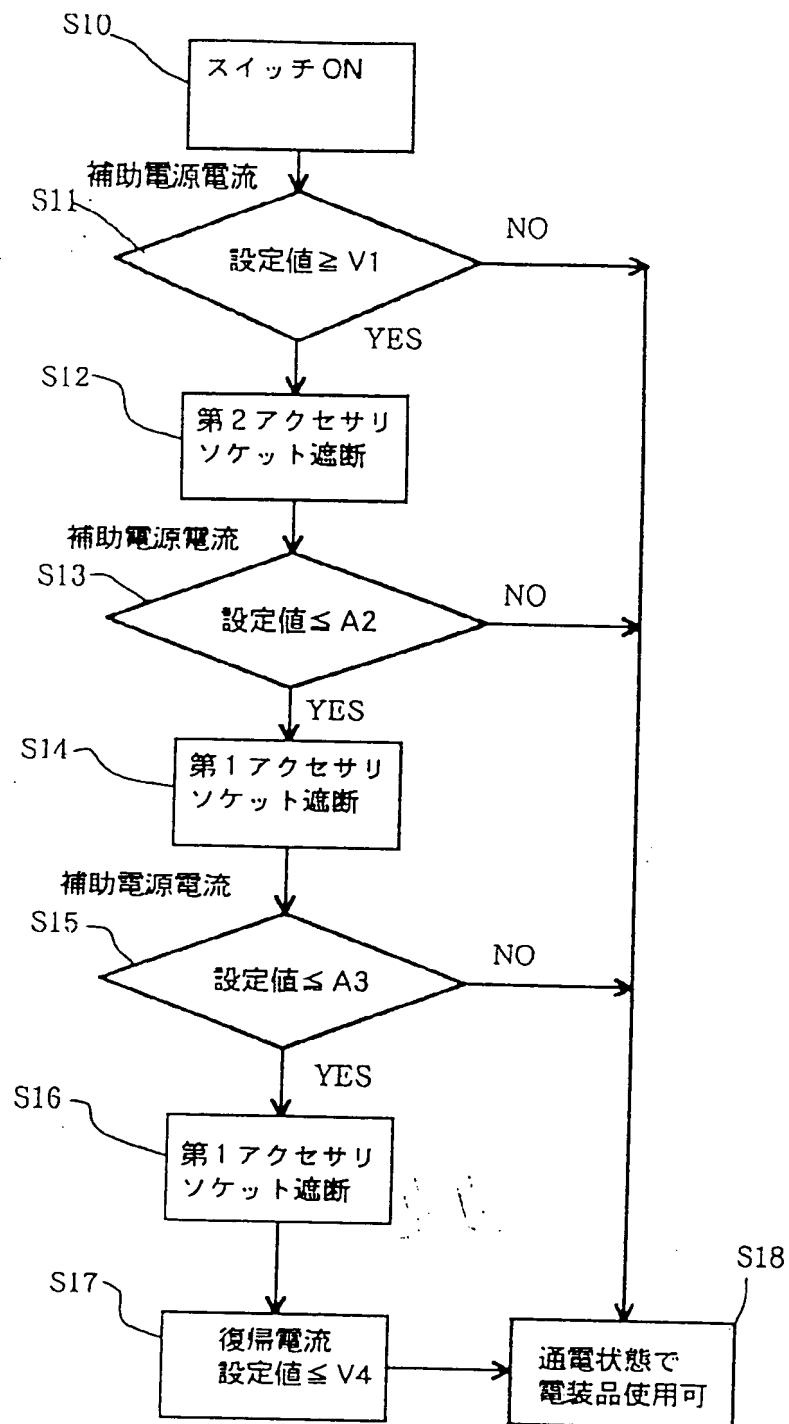 S10
スイッチON
補助電源電流
S11
設定値≧V1
NO
YES
S12
第2アクセサリ
ソケット遮断
補助電源電流
S13
設定値≦A2
NO
YES
S14
第1アクセサリ
ソケット遮断
補助電源電流
S15
設定値≦A3
NO
YES
S16
第1アクセサリ
ソケット遮断
S17
復帰電流
設定値≦V4
S18
通電状態で
電装品使用可